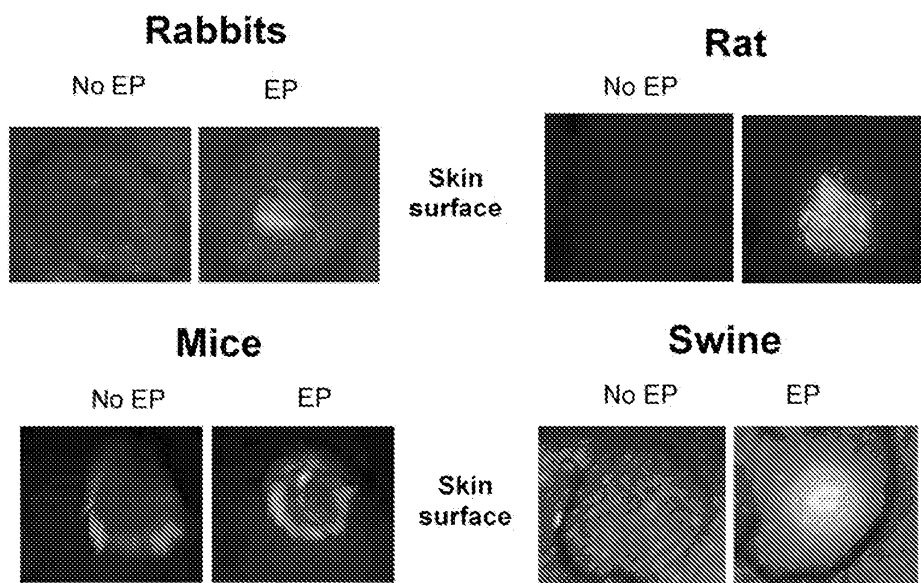 Rabbits
No EP
EP
Rat
No EP
Skin
surface
Mice
No EP
EP
Swine
No EP
EP
Skin
surface